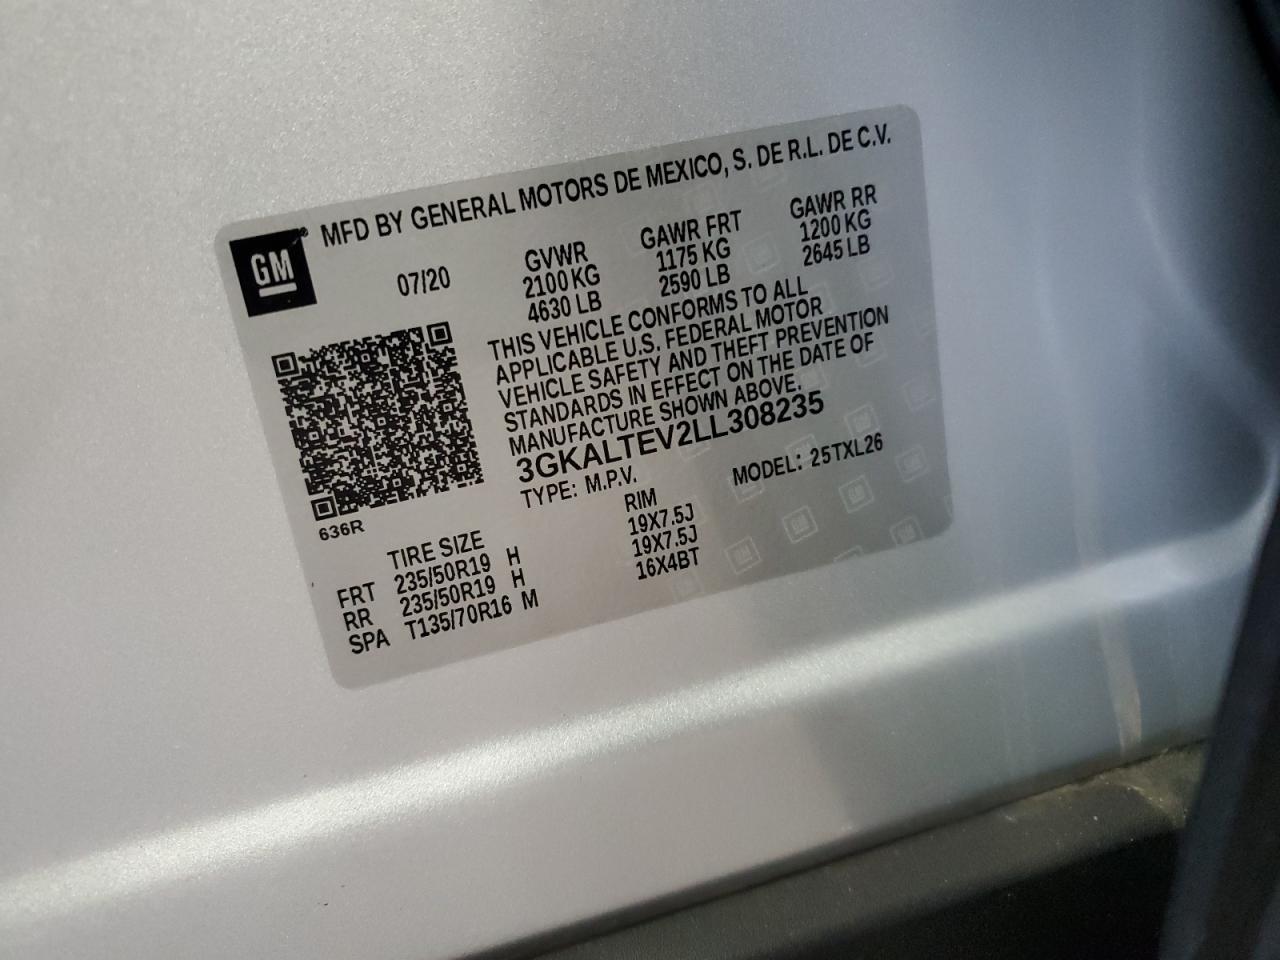 MFD BY GENERAL MOTORS DE MEXICO, S. DE R.L. DE C.V.
GM®
07/20
GVWR GAWR FRT GAWR RR
2100 KG 1175 KG 1200 KG
4630 LB 2590 LB 2645 LB
THIS VEHICLE CONFORMS TO ALL
APPLICABLE U.S. FEDERAL MOTOR
VEHICLE SAFETY AND THEFT PREVENTION
STANDARDS IN EFFECT ON THE DATE OF
MANUFACTURE SHOWN ABOVE.
3GKALTEV2LL308235
TYPE: M.P.V. MODEL: 25TXL26
636R
TIRE SIZE RIM
FRT 235/50R19 H 19X7.5J
RR 235/50R19 H 19X7.5J
SPA T135/70R16 M 16X4BT